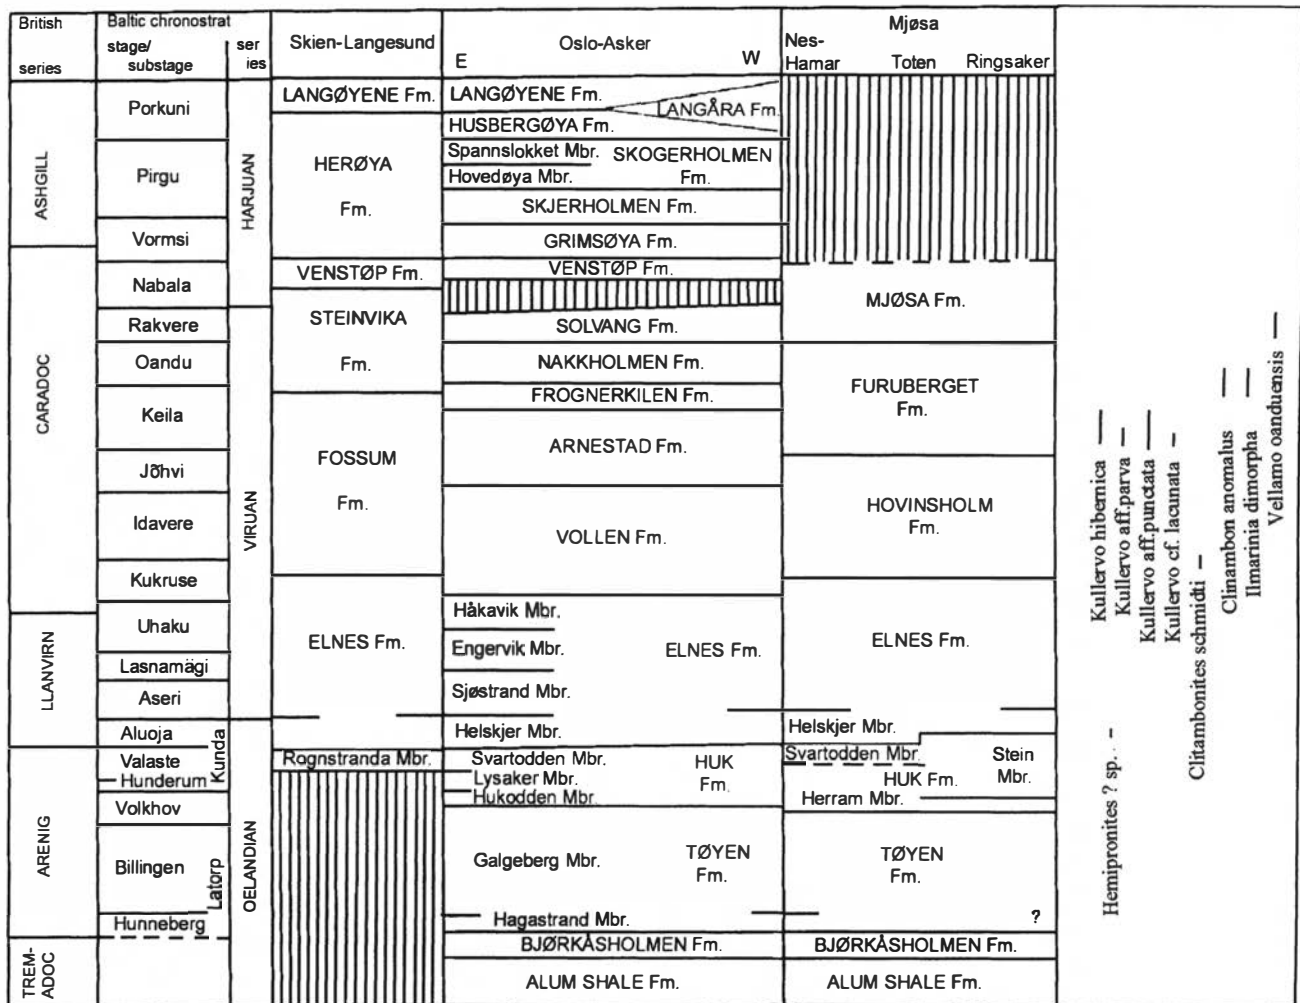 British
series
Baltic chronostrat
stage/
substage
ser
ies
Skien-Langesund
Oslo-Asker
E
W
Mjøsa
Nes-
Hamar
Toten
Ringsaker
ASHGILL
CARADOC
LLANVIRN
ARENIG
TREM-
ADOC
Porkuni
Pirgu
Vormsi
Nabala
Rakvere
Oandu
Keila
Jõhvi
Idavere
Kukruse
Uhaku
Lasnamägi
Aseri
Aluoja
Valaste
Hunderum
Kunda
Volkhov
Billingen
Hunneberg
Latorp
HARJUAN
VIRUAN
OELANDIAN
LANGØYENE Fm.
HERØYA
Fm.
VENSTØP Fm.
STEINVIKA
Fm.
FOSSUM
Fm.
ELNES Fm.
Rognstranda Mbr.
LANGØYENE Fm.
LANGÅRA Fm.
HUSBERGØYA Fm.
Spannslokket Mbr.
Hovedøya Mbr.
SKOGERHOLMEN
Fm.
SKJERHOLMEN Fm.
GRIMSØYA Fm.
VENSTØP Fm.
SOLVANG Fm.
NAKKHOLMEN Fm.
FROGNERKILEN Fm.
ARNESTAD Fm.
VOLLEN Fm.
Håkavik Mbr.
Engervik Mbr.
ELNES Fm.
Sjøstrand Mbr.
Helskjer Mbr.
Svartodden Mbr.
Lysaker Mbr.
Hukodden Mbr.
HUK
Fm.
Galgeberg Mbr.
TØYEN
Fm.
Hagastrand Mbr.
BJØRKÅSHOLMEN Fm.
ALUM SHALE Fm.
MJØSA Fm.
FURUBERGET
Fm.
HOVINSHOLM
Fm.
ELNES Fm.
Helskjer Mbr.
Svartodden Mbr.
Stein
Mbr.
HUK Fm.
Herram Mbr.
TØYEN
Fm.
?
BJØRKÅSHOLMEN Fm.
ALUM SHALE Fm.
Hemipronites ? sp.
Kullervo hibernica
Kullervo aff.parva
Kullervo aff.punctata
Kullervo cf. lacunata
Clitambonites schmidti
Clinambon anomalus
Ilmarinia dimorpha
Vellamo oanduensis